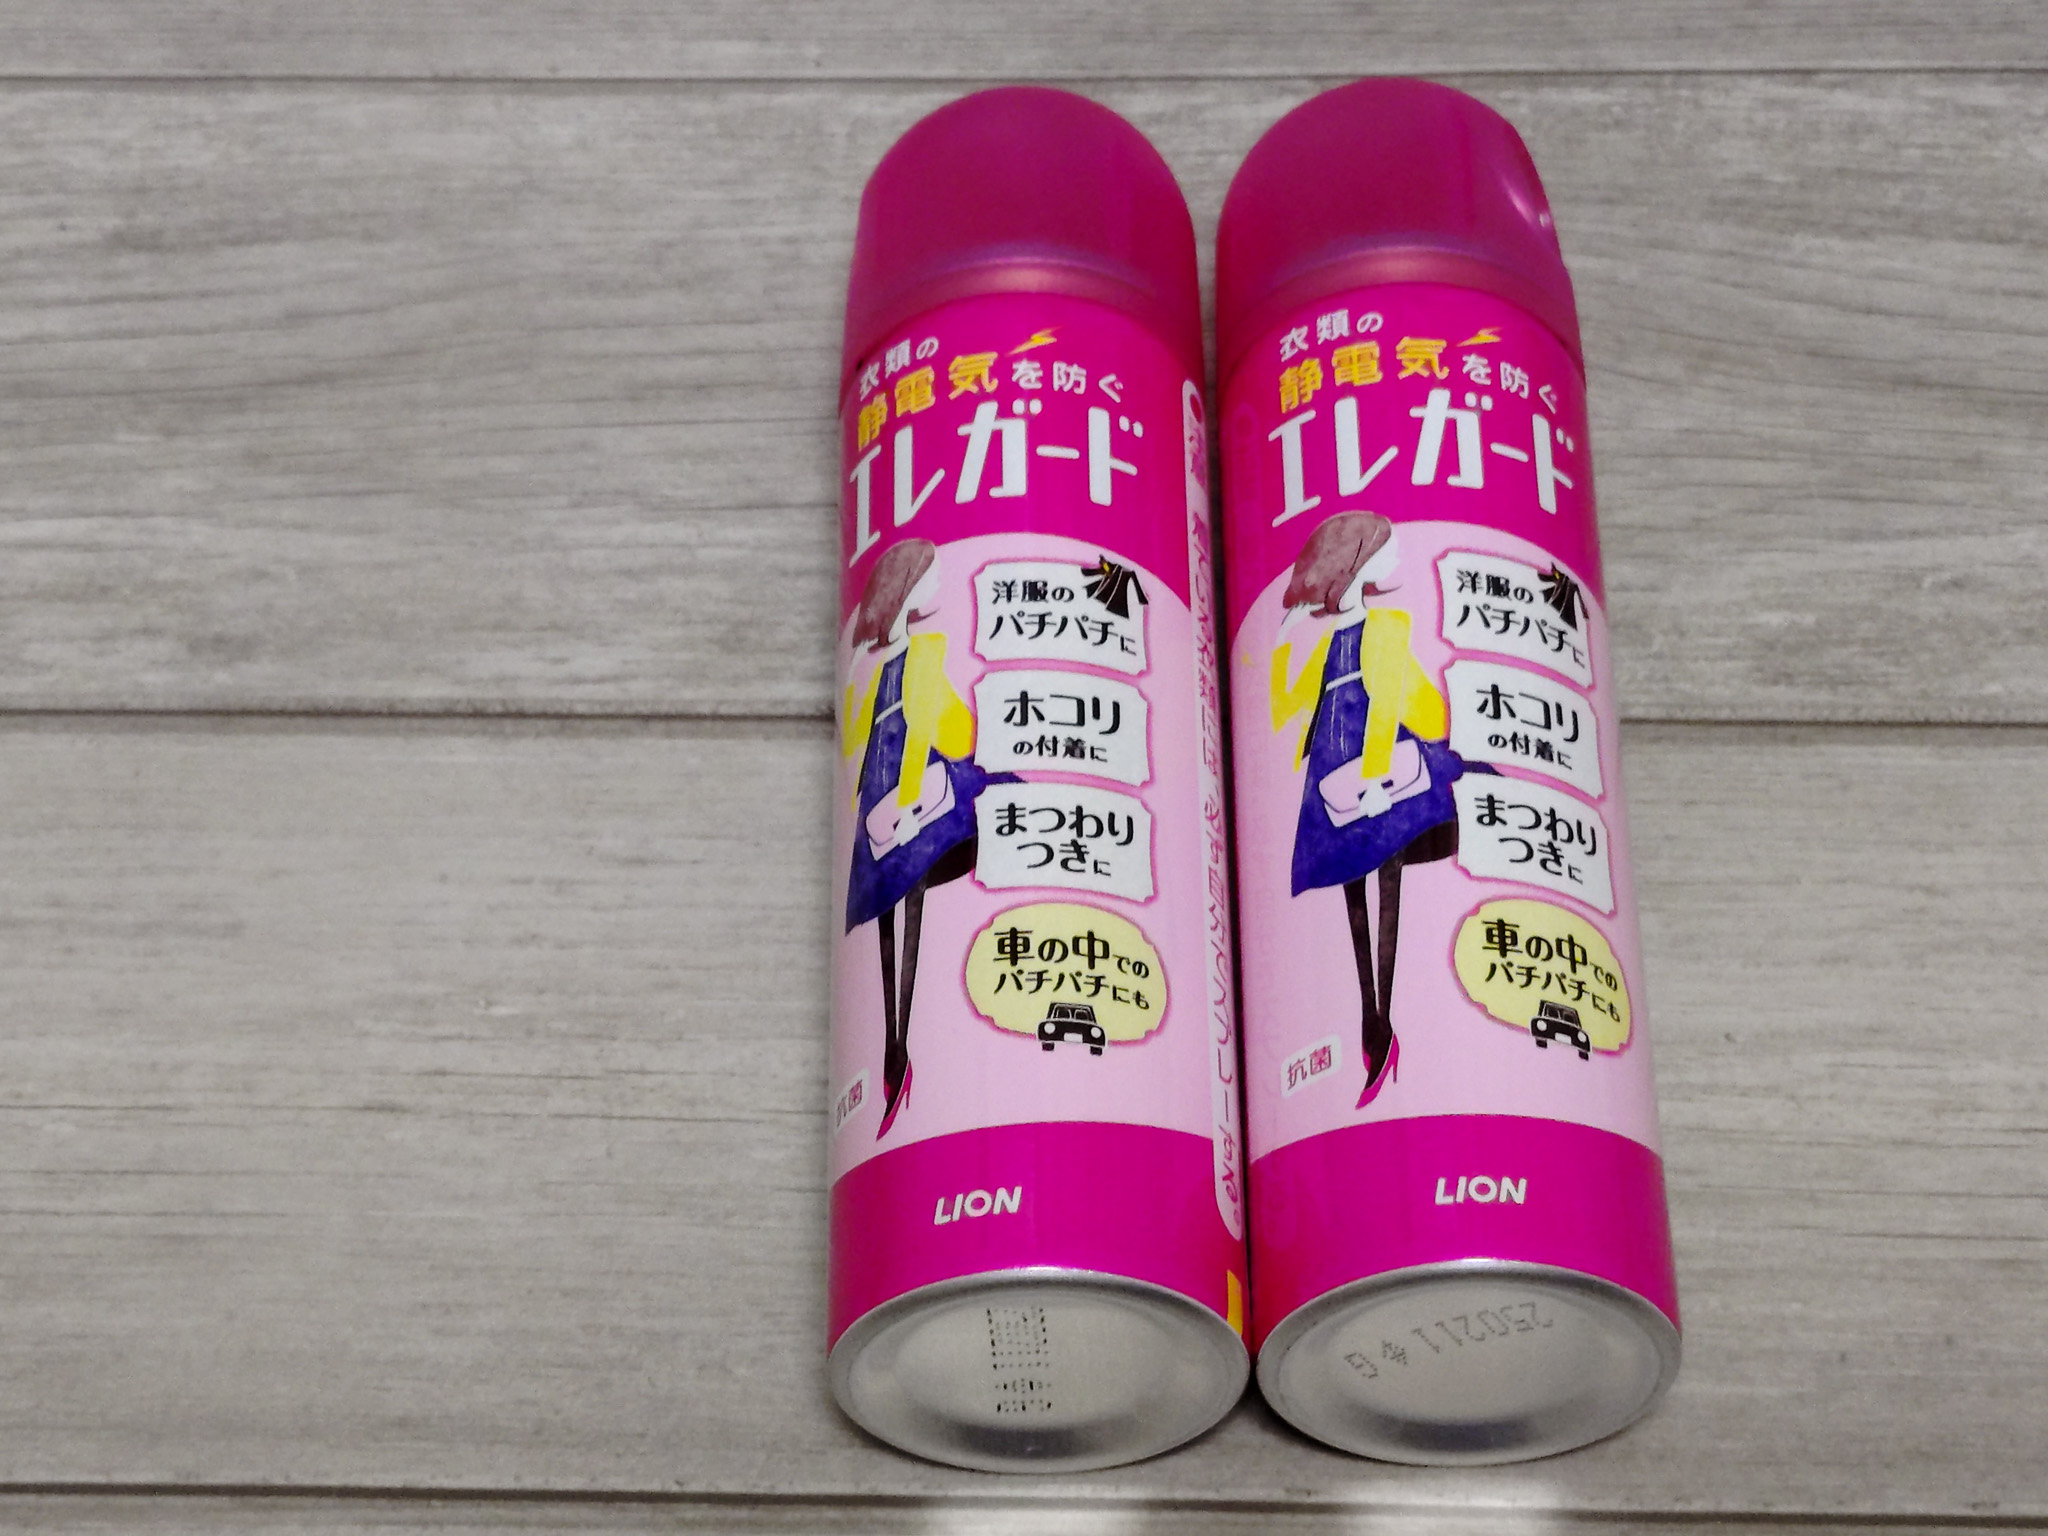 衣類の
静電気を防ぐ
エレガード
洋服の
パチパチに
ホコリ
の付着に
まつわり
つきに
車の中での
パチパチにも
抗菌
LION
衣類の
静電気を防ぐ
エレガード
洋服の
パチパチに
ホコリ
の付着に
まつわり
つきに
車の中での
パチパチにも
抗菌
LION
250211